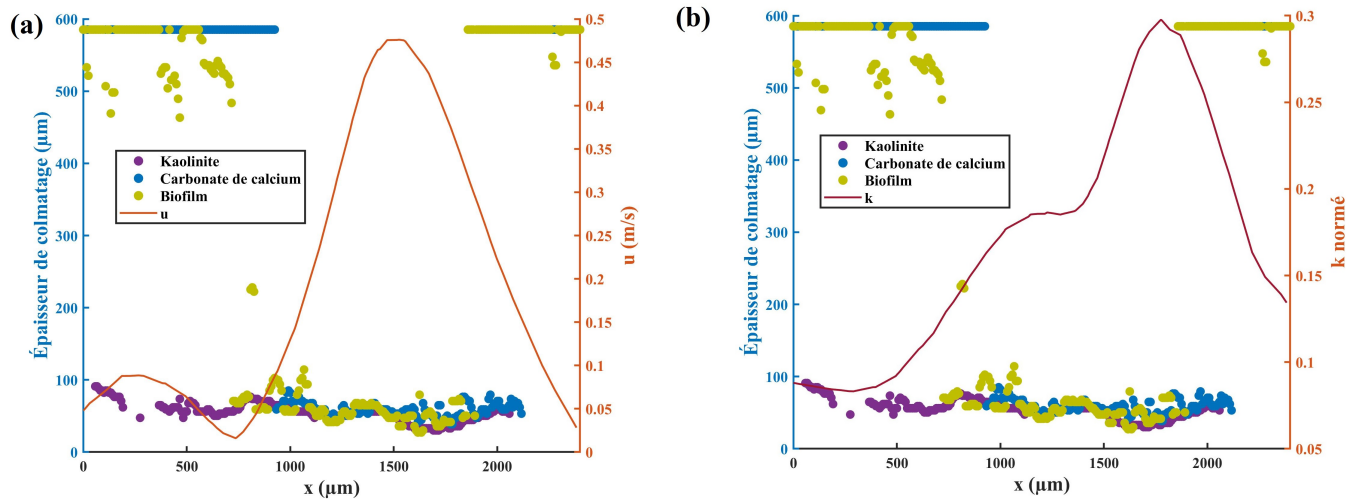 (a)
600
500
400
300
200
100
0
Épaisseur de colmatage (μm)
Kaolinite
Carbonate de calcium
Biofilm
u
0.5
0.45
0.4
0.35
0.3
0.25
0.2
0.15
0.1
0.05
0
u (m/s)
0 500 1000 1500 2000
x (μm)
(b)
600
500
400
300
200
100
0
Épaisseur de colmatage (μm)
Kaolinite
Carbonate de calcium
Biofilm
k
0.3
0.25
0.2
0.15
0.1
0.05
k normé
0 500 1000 1500 2000
x (μm)